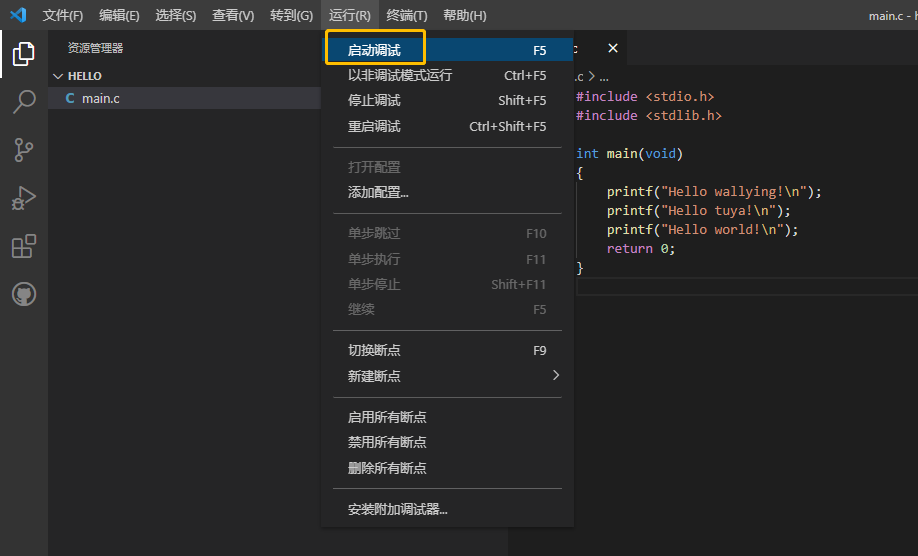 文件(F) 编辑(E) 选择(S) 查看(V) 转到(G) 运行(R) 终端(T) 帮助(H) main.c - h
资源管理器
HELLO
C main.c
启动调试 F5
以非调试模式运行 Ctrl+F5
停止调试 Shift+F5
重启调试 Ctrl+Shift+F5
打开配置
添加配置...
单步跳过 F10
单步执行 F11
单步停止 Shift+F11
继续 F5
切换断点 F9
新建断点
启用所有断点
禁用所有断点
删除所有断点
安装附加调试器...
.c > ...
#include <stdio.h>
#include <stdlib.h>
int main(void)
{
printf("Hello wallying!\n");
printf("Hello tuya!\n");
printf("Hello world!\n");
return 0;
}